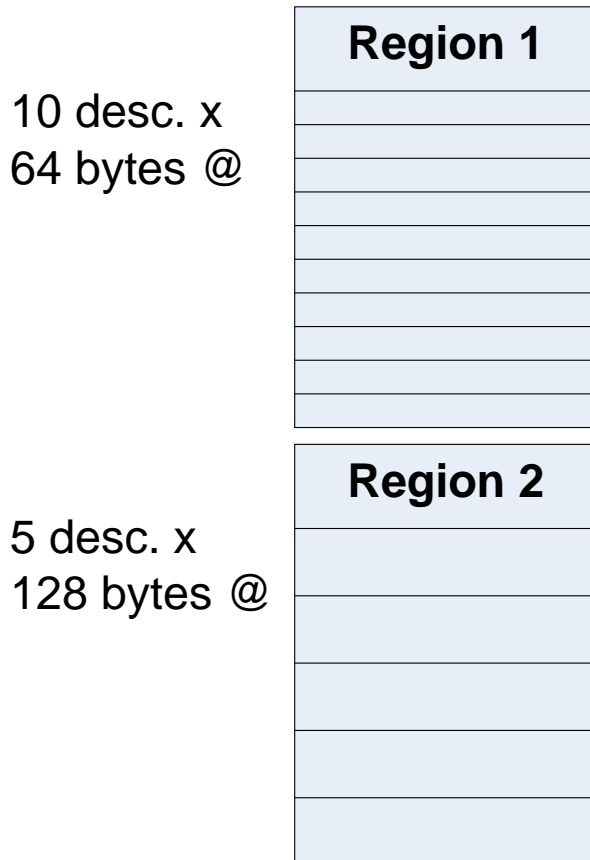 Region 1
10 desc. x
64 bytes @
Region 2
5 desc. x
128 bytes @